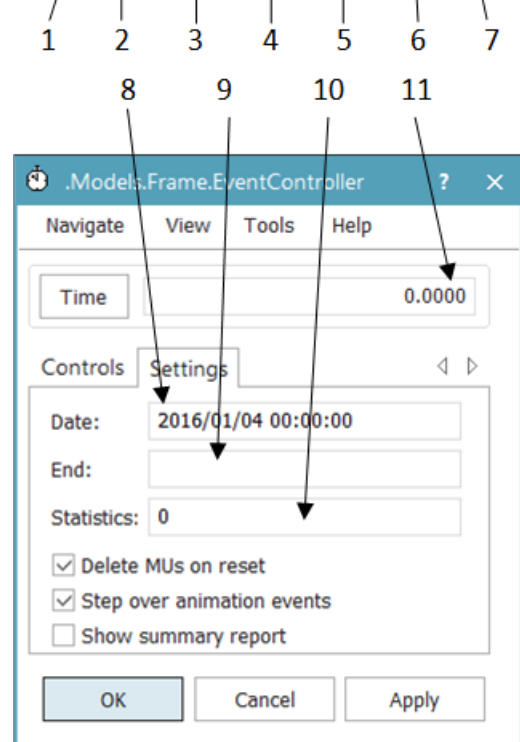 1 2 3 4 5 6 7
8 9 10 11
.Models.Frame.EventController ? ×
Navigate View Tools Help
Time 0.0000
Controls Settings
Date: 2016/01/04 00:00:00
End:
Statistics: 0
Delete MUs on reset
Step over animation events
Show summary report
OK Cancel Apply